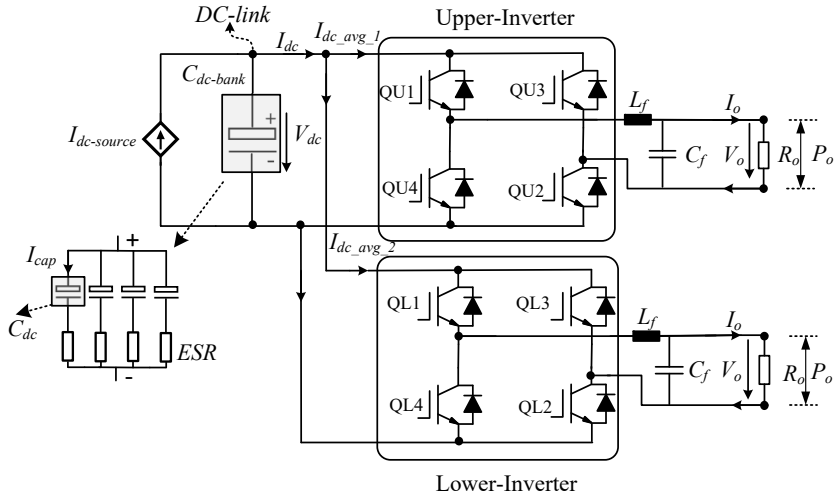 DC-link
Upper-Inverter
I_dc
I_dc_avg_1
C_dc-bank
QU1
QU3
L_f
I_o
+
V_dc
I_dc-source
-
C_f
V_o
R_o
P_o
QU4
QU2
I_dc_avg_2
+
I_cap
QL1
QL3
L_f
I_o
C_dc
ESR
C_f
V_o
R_o
P_o
-
QL4
QL2
Lower-Inverter